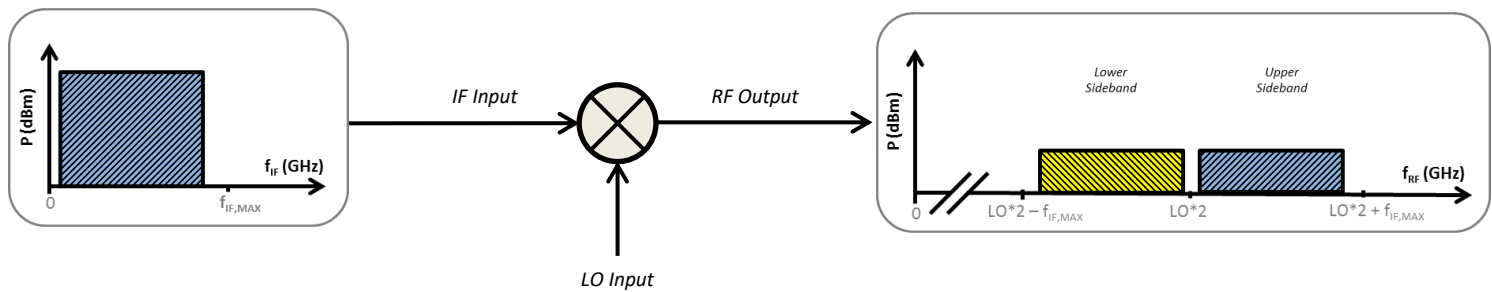 P (dBm)
f_IF (GHz)
0
f_IF,MAX
IF Input
RF Output
LO Input
Lower
Sideband
Upper
Sideband
P (dBm)
f_RF (GHz)
0
LO*2 – f_IF,MAX
LO*2
LO*2 + f_IF,MAX